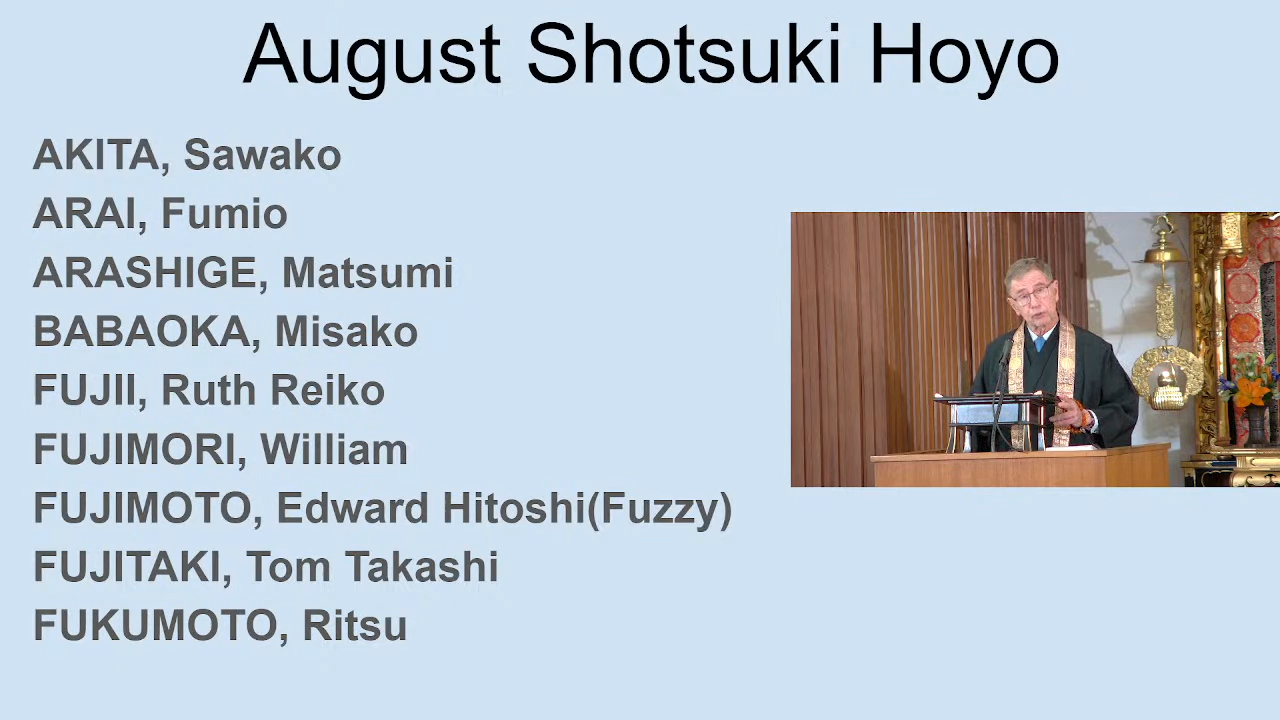 August Shotsuki Hoyo
AKITA, Sawako
ARAI, Fumio
ARASHIGE, Matsumi
BABAOKA, Misako
FUJII, Ruth Reiko
FUJIMORI, William
FUJIMOTO, Edward Hitoshi(Fuzzy)
FUJITAKI, Tom Takashi
FUKUMOTO, Ritsu